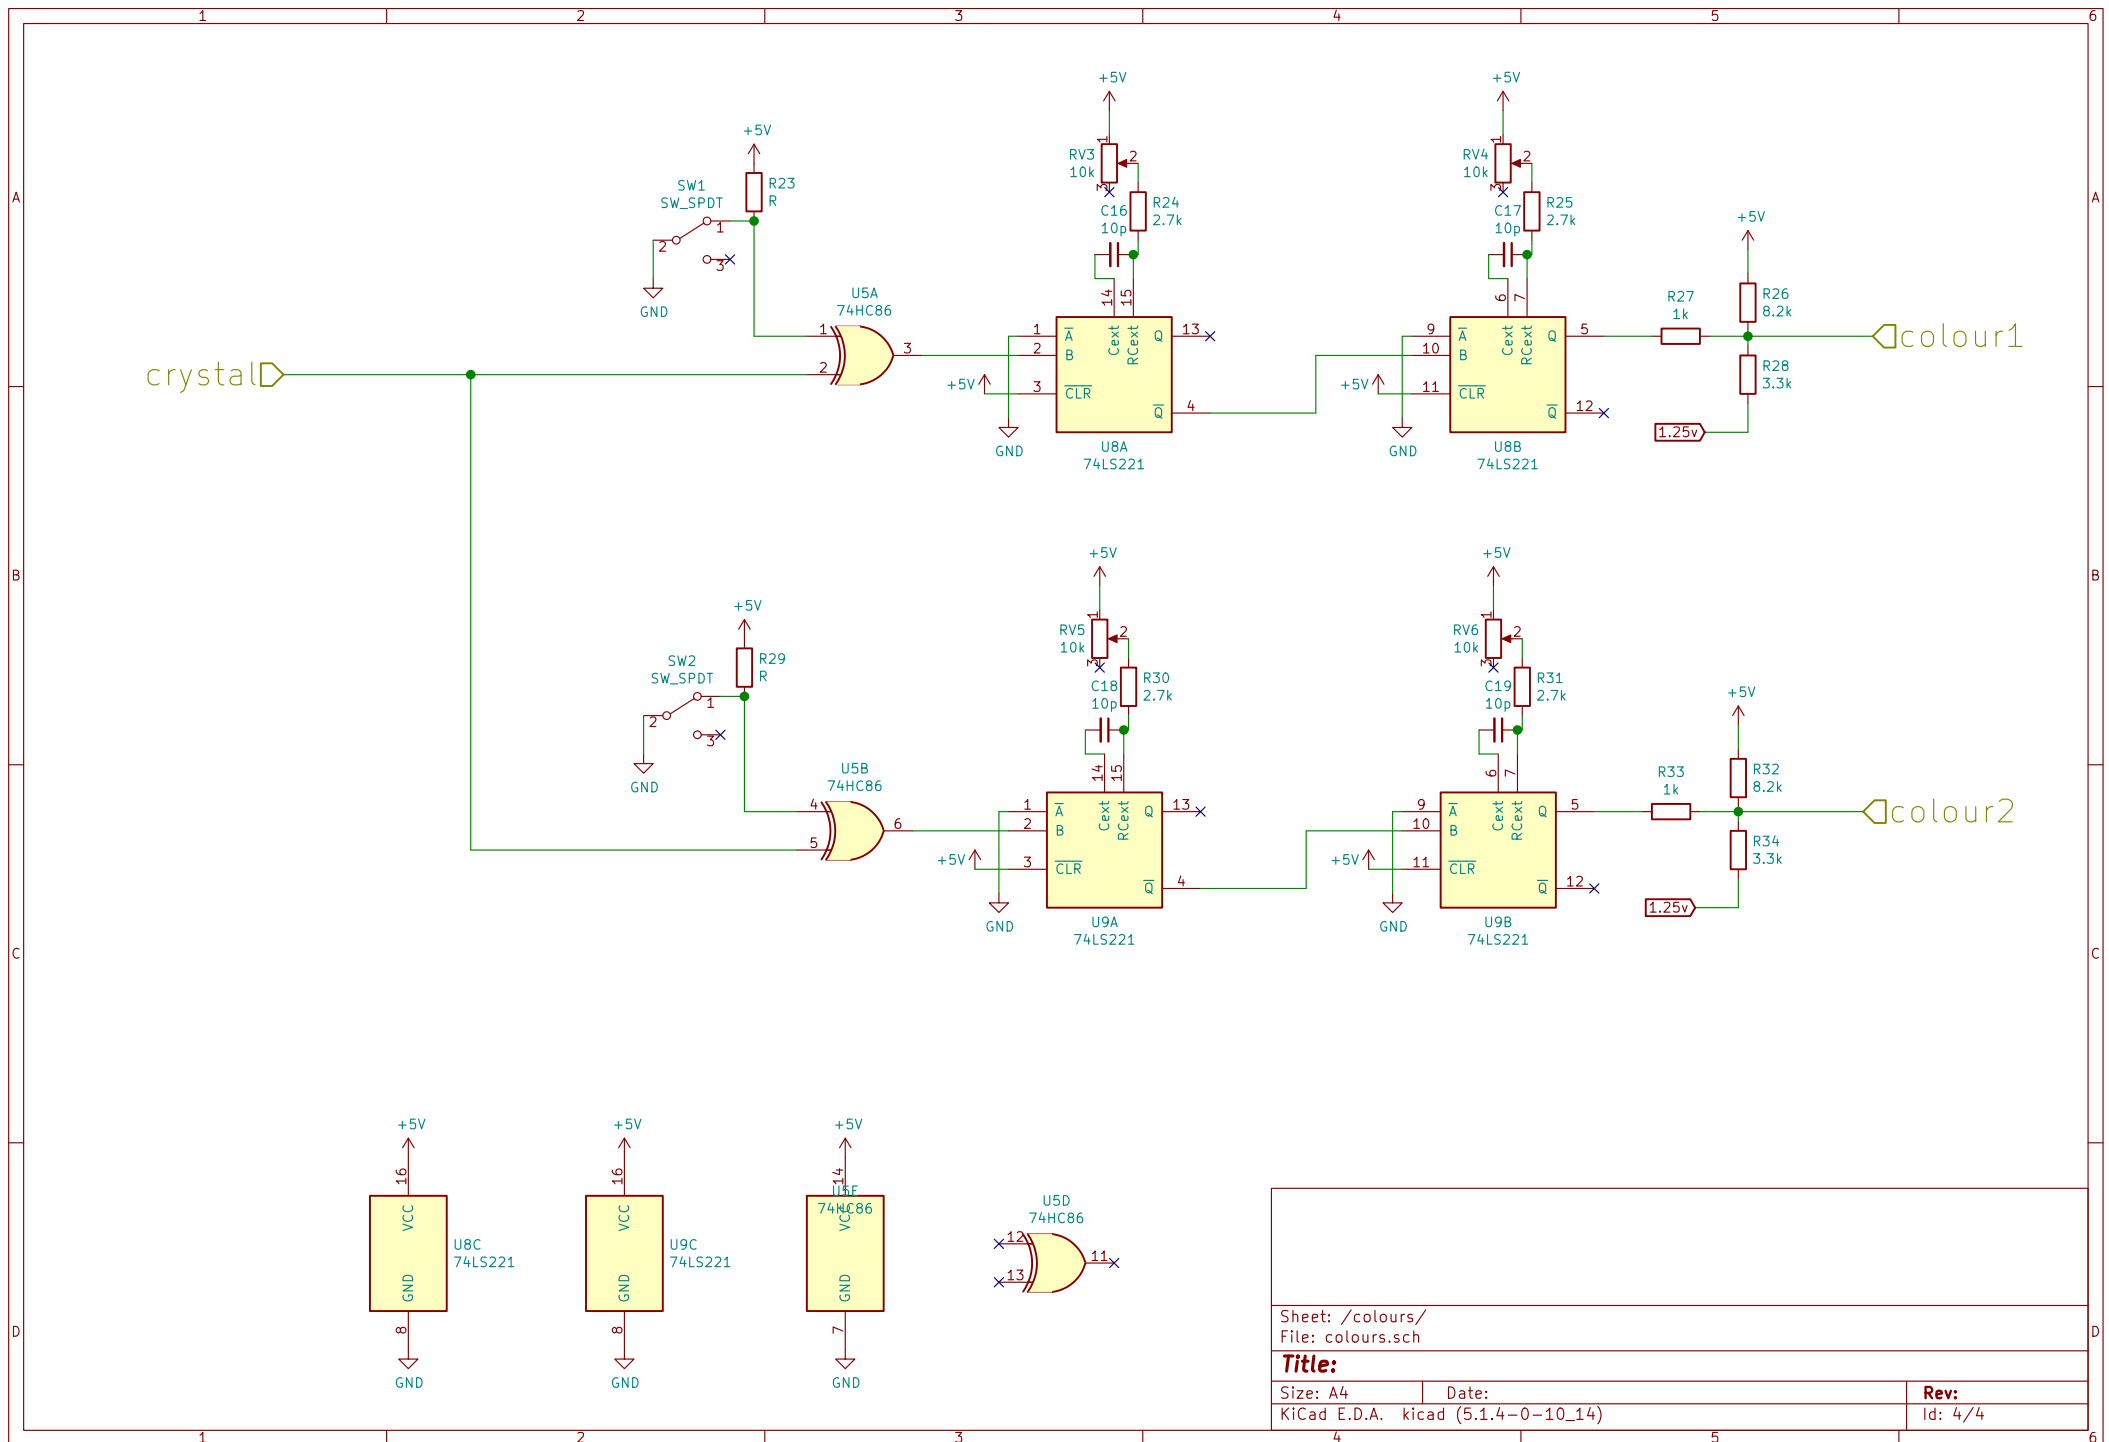 1 2 3 4 5 6
A A
B B
C C
D D
1 2 3 4 5 6
crystal
+5V
R23
R
SW1
SW_SPDT
1
2
3
GND
U5A
74HC86
1
2
3
+5V
RV3
10k
1
2
3
C16
10p
R24
2.7k
14
15
1
2
3
A
B
CLR
Cext
RCext
Q
Q
13
4
+5V
GND
U8A
74LS221
+5V
RV4
10k
1
2
3
C17
10p
R25
2.7k
6
7
9
10
11
A
B
CLR
Cext
RCext
Q
Q
5
12
+5V
GND
U8B
74LS221
R27
1k
+5V
R26
8.2k
R28
3.3k
1.25v
colour1
+5V
R29
R
SW2
SW_SPDT
1
2
3
GND
U5B
74HC86
4
5
6
+5V
RV5
10k
1
2
3
C18
10p
R30
2.7k
14
15
1
2
3
A
B
CLR
Cext
RCext
Q
Q
13
4
+5V
GND
U9A
74LS221
+5V
RV6
10k
1
2
3
C19
10p
R31
2.7k
6
7
9
10
11
A
B
CLR
Cext
RCext
Q
Q
5
12
+5V
GND
U9B
74LS221
R33
1k
+5V
R32
8.2k
R34
3.3k
1.25v
colour2
+5V
16
VCC
GND
8
GND
U8C
74LS221
+5V
16
VCC
GND
8
GND
U9C
74LS221
+5V
14
74HC86
VCC
GND
7
GND
U5D
74HC86
12
13
11
Sheet: /colours/
File: colours.sch
Title:
Size: A4 Date: Rev:
KiCad E.D.A. kicad (5.1.4-0-10_14) Id: 4/4